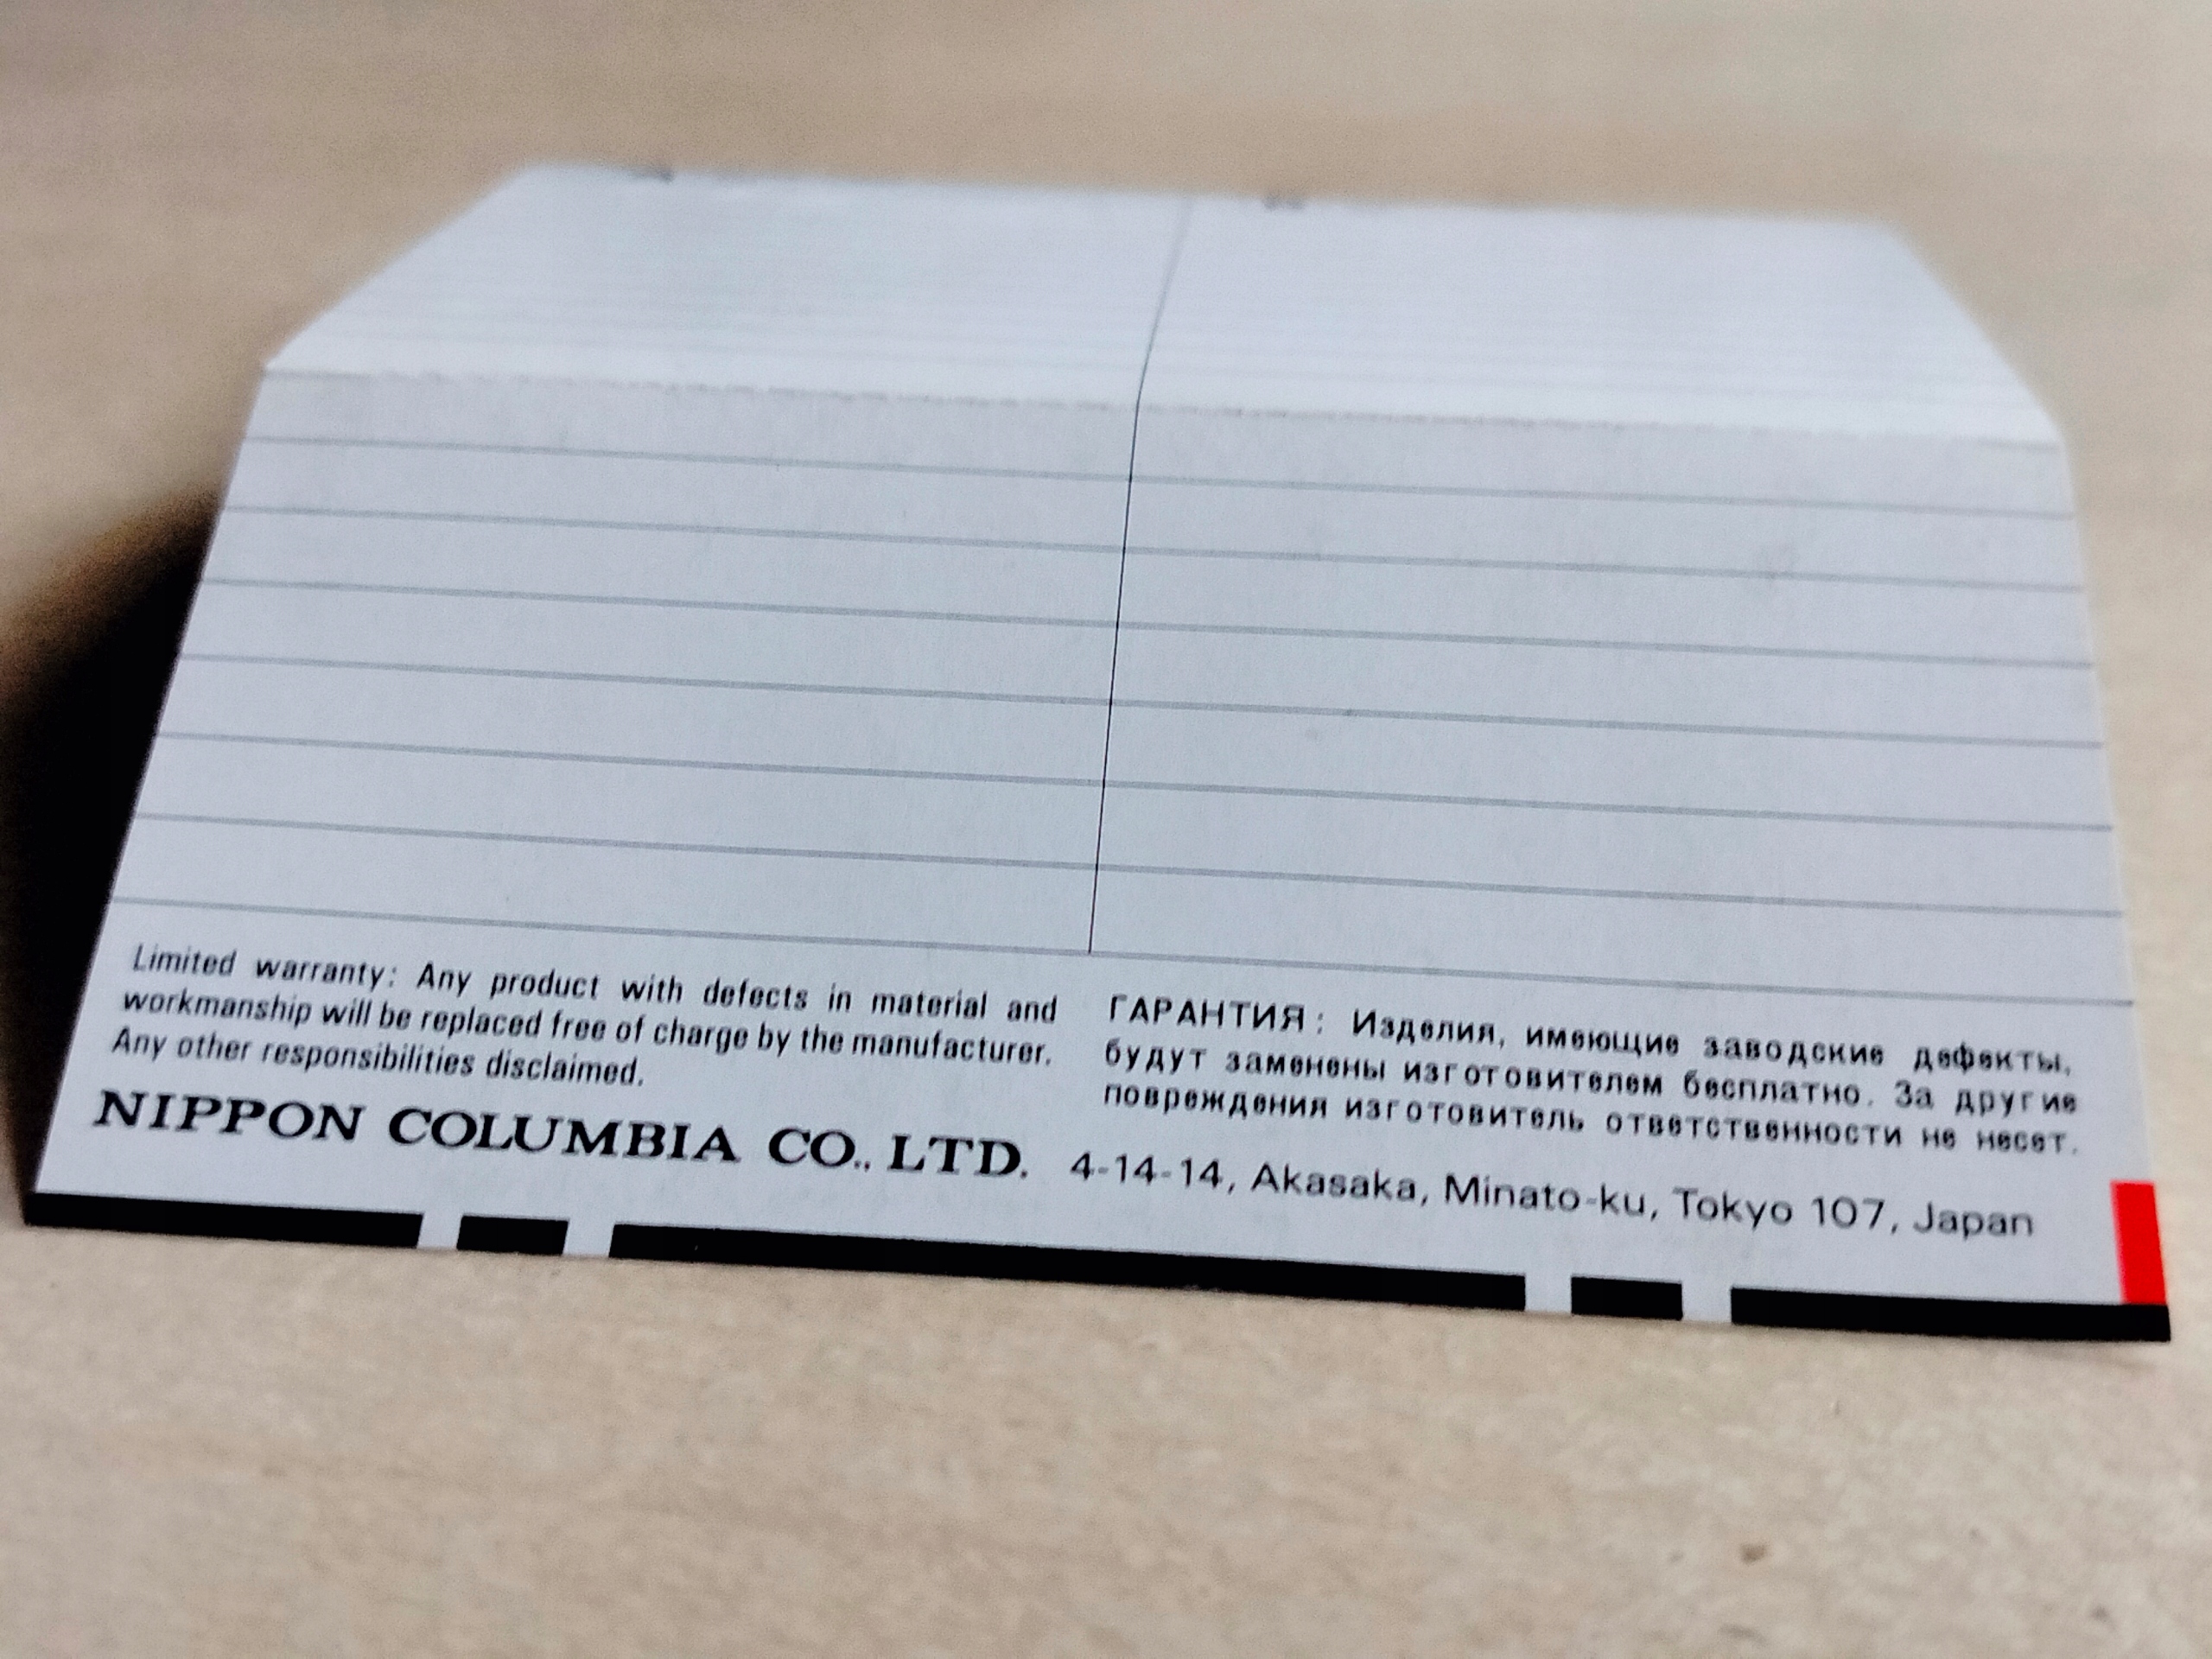 Limited warranty: Any product with defects in material and
workmanship will be replaced free of charge by the manufacturer.
Any other responsibilities disclaimed.
ГАРАНТИЯ: Изделия, имеющие заводские дефекты,
будут заменены изготовителем бесплатно. За другие
повреждения изготовитель ответственности не несет.
NIPPON COLUMBIA CO., LTD. 4-14-14, Akasaka, Minato-ku, Tokyo 107, Japan